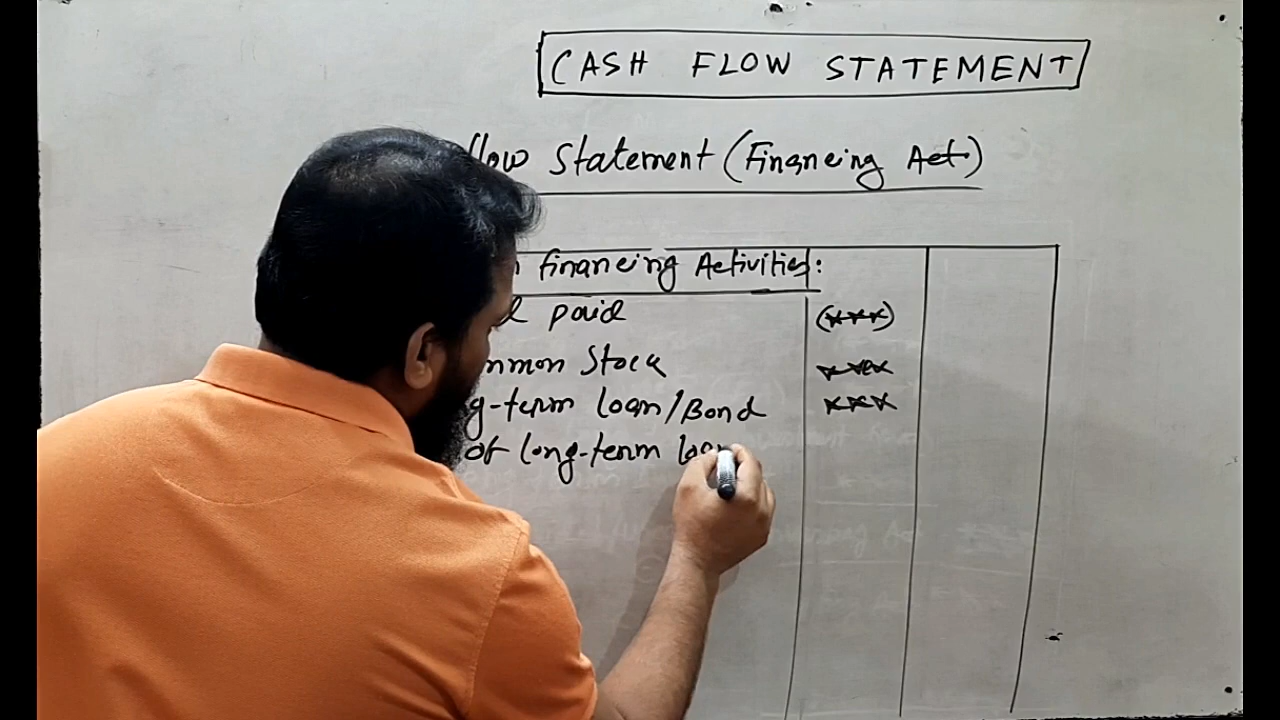 CASH FLOW STATEMENT
flow Statement (Financing Act.)
financing Activities:
paid (***)
mmon Stock ***
g-term loan/Bond ***
of long-term loa